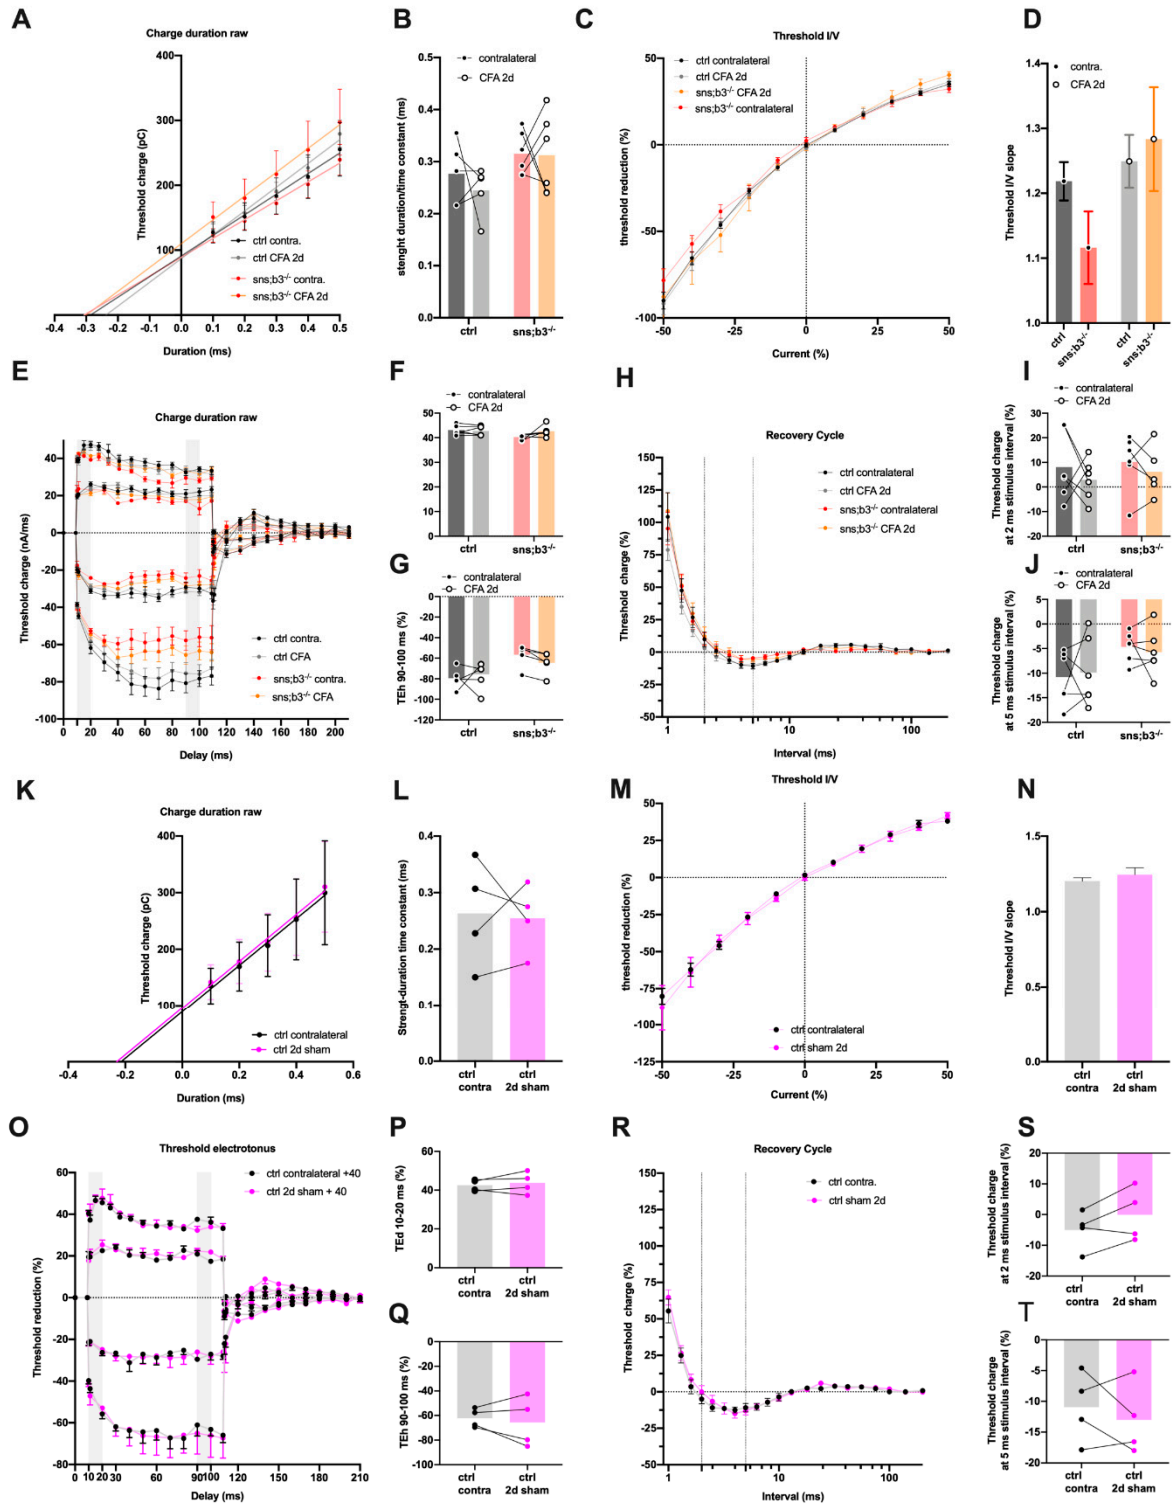 A
Charge duration raw
400
300
200
100
Threshold charge (pC)
-0.4 -0.3 -0.2 -0.1 0.0 0.1 0.2 0.3 0.4 0.5
Duration (ms)
ctrl contra.
ctrl CFA 2d
sns;b3-/- contra.
sns;b3-/- CFA 2d
B
contralateral
CFA 2d
0.5
0.4
0.3
0.2
0.1
0.0
stenght duration/time constant (ms)
ctrl sns;b3-/-
C
Threshold I/V
ctrl contralateral
ctrl CFA 2d
sns;b3-/- CFA 2d
sns;b3-/- contralateral
50
0
-50
-100
threshold reduction (%)
-50 -25 0 25 50
Current (%)
D
contra.
CFA 2d
1.4
1.3
1.2
1.1
1.0
Threshold I/V slope
ctrl
sns;b3-/-
ctrl
sns;b3-/-
E
Charge duration raw
40
20
0
-20
-40
-60
-80
-100
Threshold charge (nA/ms)
0 20 40 60 80 100 120 140 160 180 200
Delay (ms)
ctrl contra.
ctrl CFA
sns;b3-/- contra.
sns;b3-/- CFA
F
contralateral
CFA 2d
50
40
30
20
10
0
ctrl sns;b3-/-
G
contralateral
CFA 2d
0
-20
-40
-60
-80
-100
-120
TEh 90-100 ms (%)
ctrl sns;b3-/-
H
Recovery Cycle
ctrl contralateral
ctrl CFA 2d
sns;b3-/- contralateral
sns;b3-/- CFA 2d
150
125
100
75
50
25
0
-25
-50
Threshold charge (%)
1 10 100
Interval (ms)
I
contralateral
CFA 2d
30
20
10
0
-10
-20
Threshold charge
at 2 ms stimulus interval (%)
ctrl sns;b3-/-
J
contralateral
CFA 2d
5
0
-5
-10
-15
-20
Threshold charge
at 5 ms stimulus interval (%)
ctrl sns;b3-/-
K
Charge duration raw
400
300
200
100
Threshold charge (pC)
-0.4 -0.2 0.0 0.2 0.4 0.6
Duration (ms)
ctrl contralateral
ctrl 2d sham
L
0.4
0.3
0.2
0.1
0.0
Strengt-duration time constant (ms)
ctrl ctrl
contra 2d sham
M
Threshold I/V
50
25
0
-25
-50
-75
-100
-125
threshold reduction (%)
-50 -25 0 25 50
Current (%)
ctrl contralateral
ctrl sham 2d
N
1.5
1.0
0.5
0.0
Threshold I/V slope
ctrl ctrl
contra 2d sham
O
Threshold electrotonus
ctrl contralateral +40
ctrl 2d sham + 40
60
40
20
0
-20
-40
-60
-80
Threshold reduction (%)
0 10 20 30 60 90 100 120 150 180 210
Delay (ms)
P
60
40
20
0
TEd 10-20 ms (%)
ctrl ctrl
contra 2d sham
Q
0
-20
-40
-60
-80
-100
TEh 90-100 ms (%)
ctrl ctrl
contra 2d sham
R
Recovery Cycle
ctrl contra.
ctrl sham 2d
150
125
100
75
50
25
0
-25
-50
Threshold charge (%)
1 10 100
Interval (ms)
S
20
10
0
-10
-20
Threshold charge
at 2 ms stimulus interval (%)
ctrl ctrl
contra 2d sham
T
0
-5
-10
-15
-20
Threshold charge
at 5 ms stimulus interval (%)
ctrl ctrl
contra 2d sham